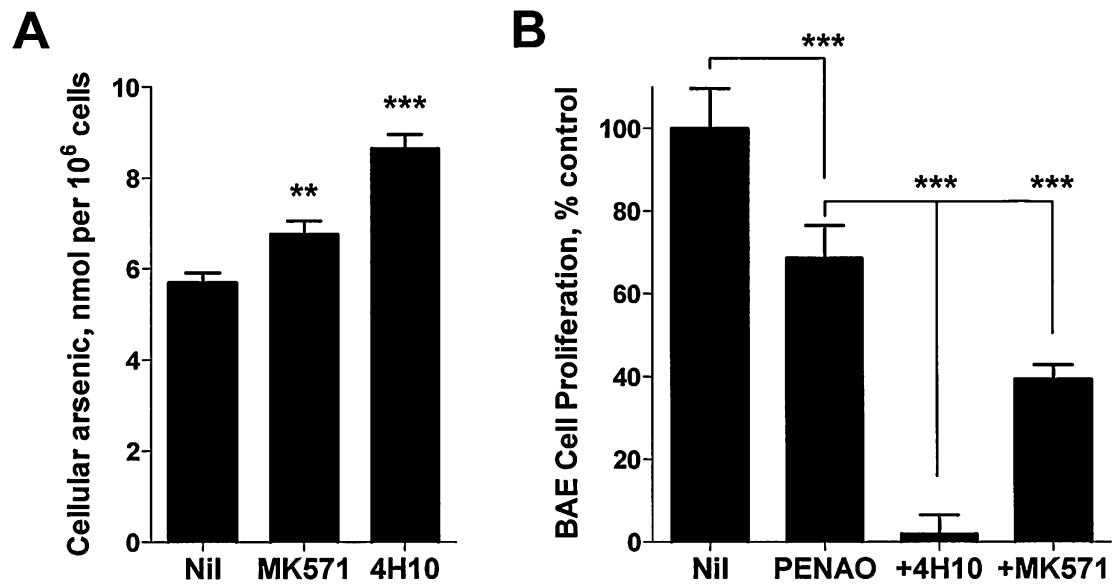 A
Cellular arsenic, nmol per 10⁶ cells
10
8
6
4
2
0
**
***
Nil MK571 4H10
B
BAE Cell Proliferation, % control
100
80
60
40
20
0
***
*** ***
Nil PENAO +4H10 +MK571